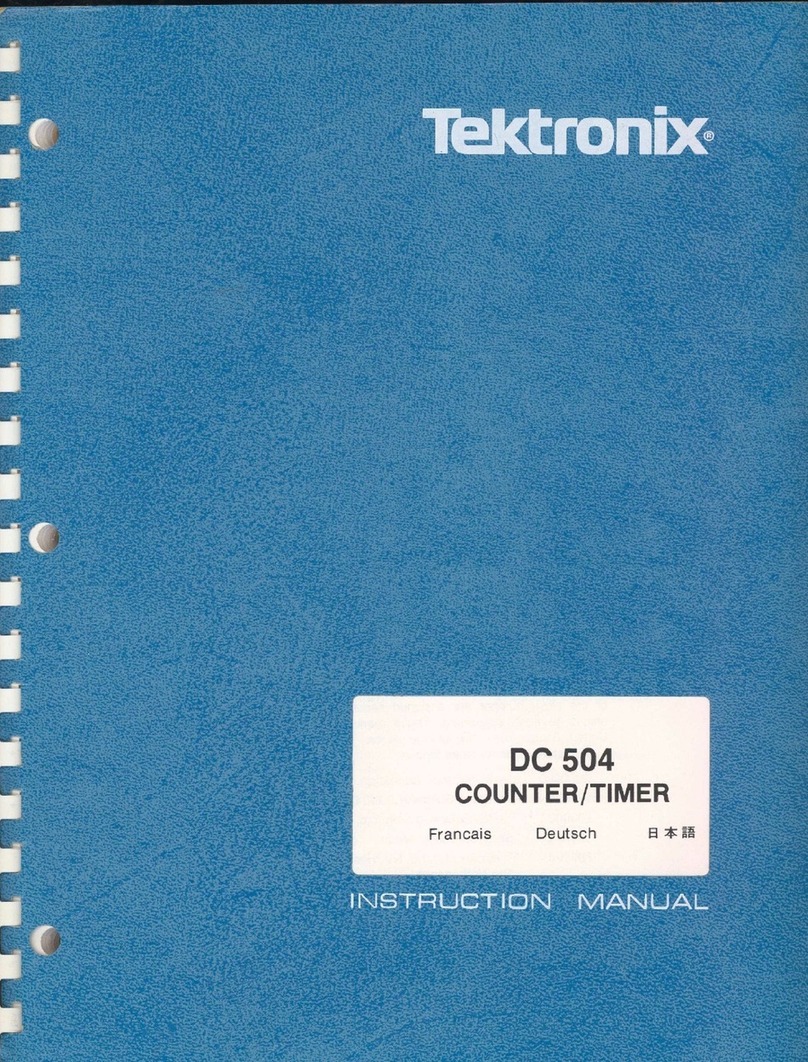 Tektronix®
DC 504
COUNTER/TIMER
Francais Deutsch 日本語
INSTRUCTION MANUAL